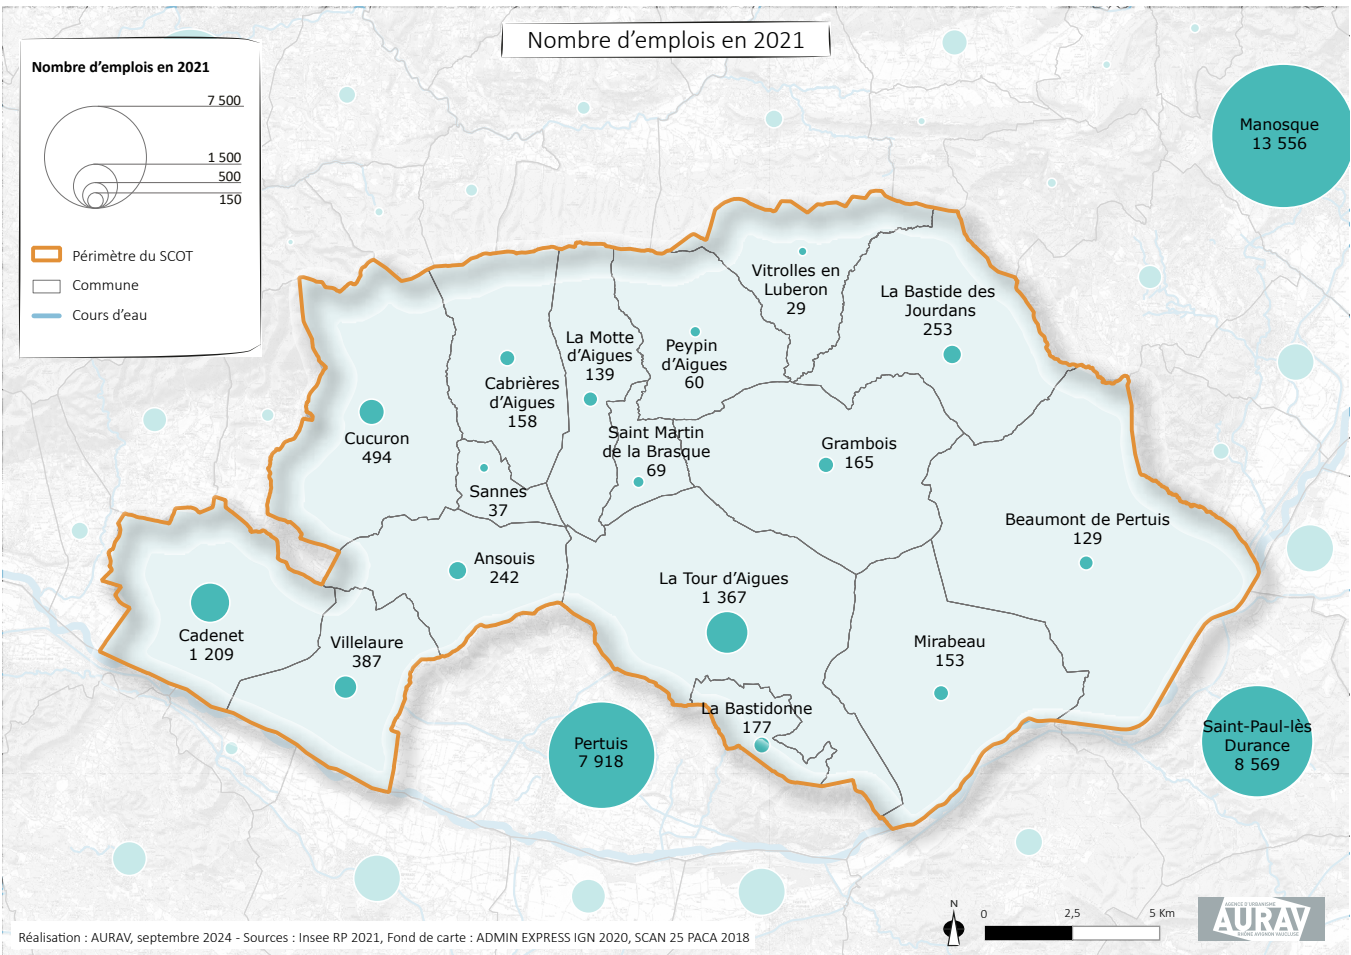 Nombre d'emplois en 2021
Nombre d'emplois en 2021
7 500
1 500
500
150
Périmètre du SCOT
Commune
Cours d'eau
Manosque
13 556
Vitrolles en
Luberon
29
La Bastide des
Jourdans
253
La Motte
d'Aigues
139
Peypin
d'Aigues
60
Cabrières
d'Aigues
158
Cucuron
494
Saint Martin
de la Brasque
69
Grambois
165
Sannes
37
Beaumont de Pertuis
129
Ansouis
242
La Tour d'Aigues
1 367
Cadenet
1 209
Villelaure
387
Mirabeau
153
La Bastidonne
177
Pertuis
7 918
Saint-Paul-lès
Durance
8 569
N
0
2,5
5 Km
AGENCE D'URBANISME
AURAV
RHÔNE AVIGNON VAUCLUSE
Réalisation : AURAV, septembre 2024 - Sources : Insee RP 2021, Fond de carte : ADMIN EXPRESS IGN 2020, SCAN 25 PACA 2018